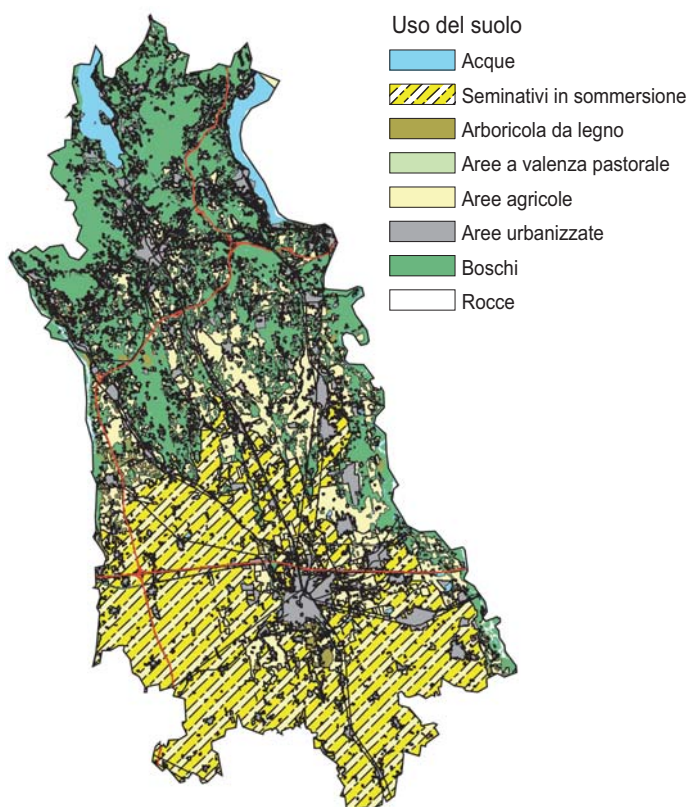 Uso del suolo
Acque
Seminativi in sommersione
Arboricola da legno
Aree a valenza pastorale
Aree agricole
Aree urbanizzate
Boschi
Rocce